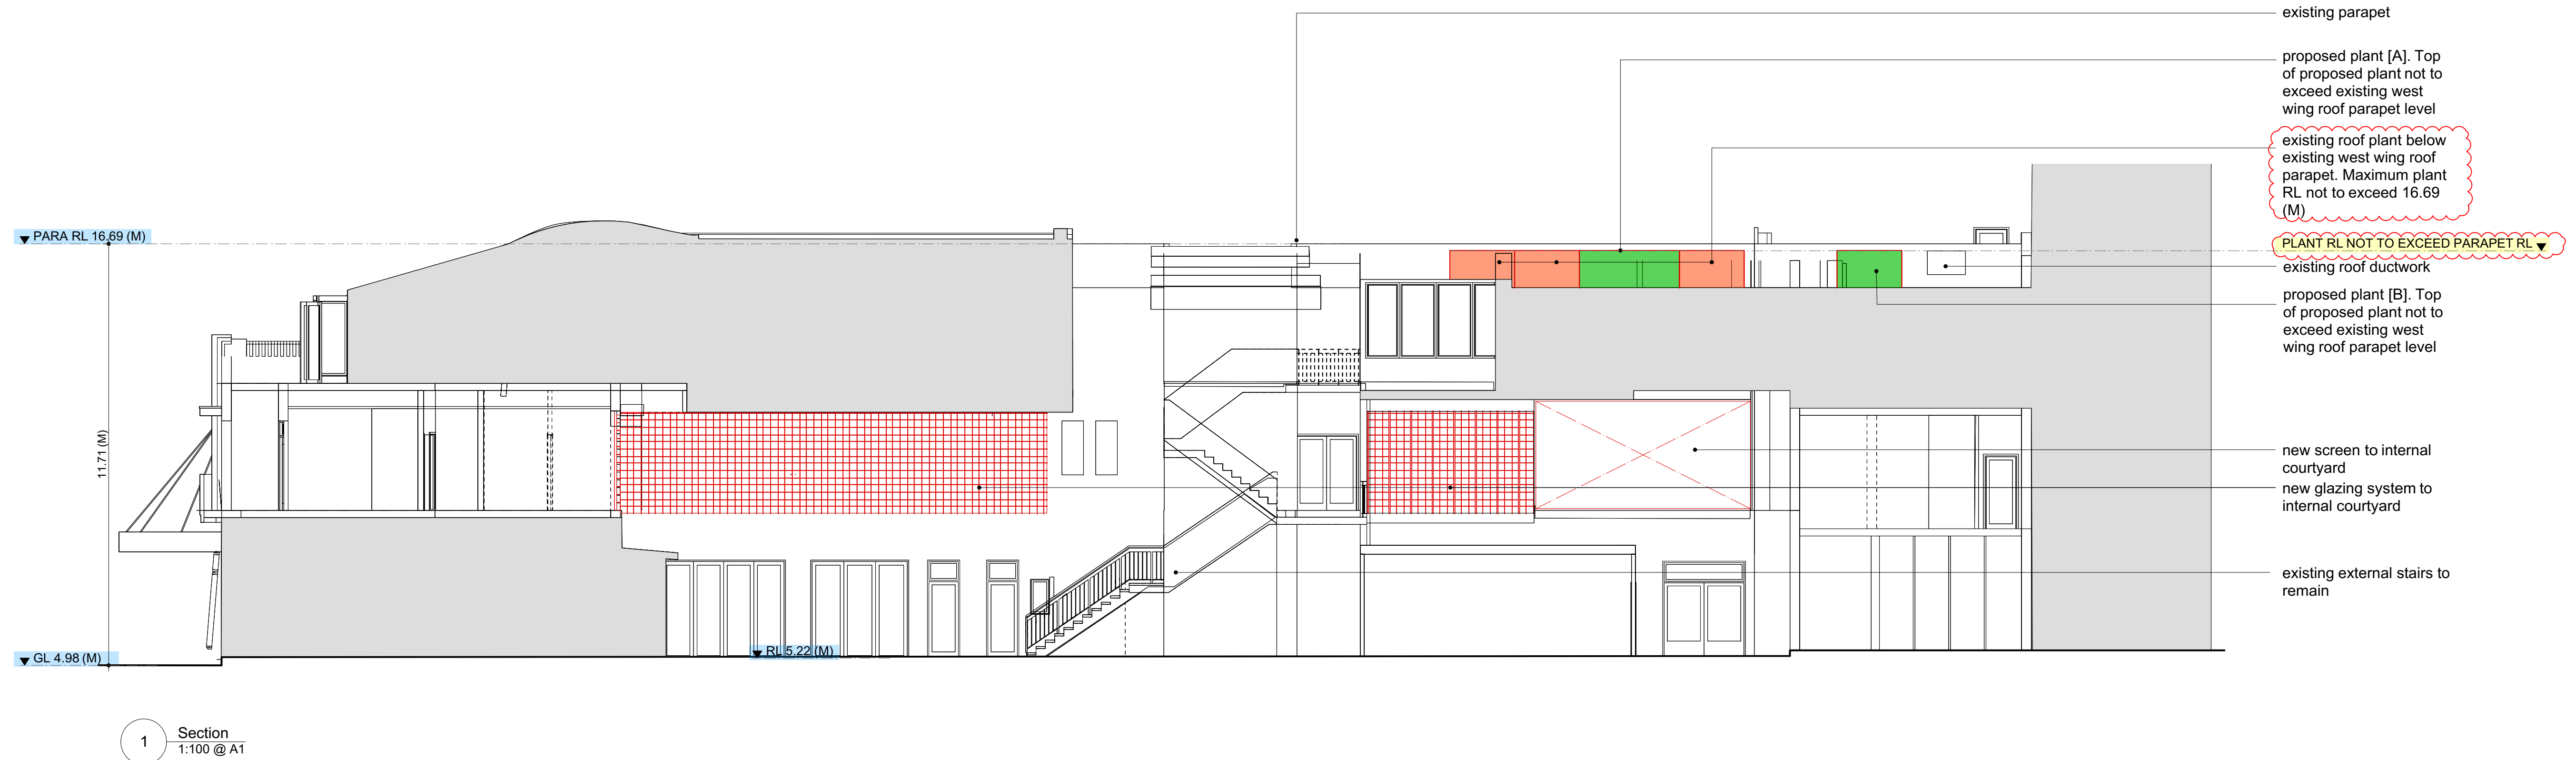 existing parapet
proposed plant [A]. Top
of proposed plant not to
exceed existing west
wing roof parapet level
existing roof plant below
existing west wing roof
parapet. Maximum plant
RL not to exceed 16.69
(M)
PARA RL 16.69 (M)
PLANT RL NOT TO EXCEED PARAPET RL
existing roof ductwork
proposed plant [B]. Top
of proposed plant not to
exceed existing west
wing roof parapet level
11.71 (M)
new screen to internal
courtyard
new glazing system to
internal courtyard
existing external stairs to
remain
GL 4.98 (M)
RL 5.22 (M)
1
Section
1:100 @ A1